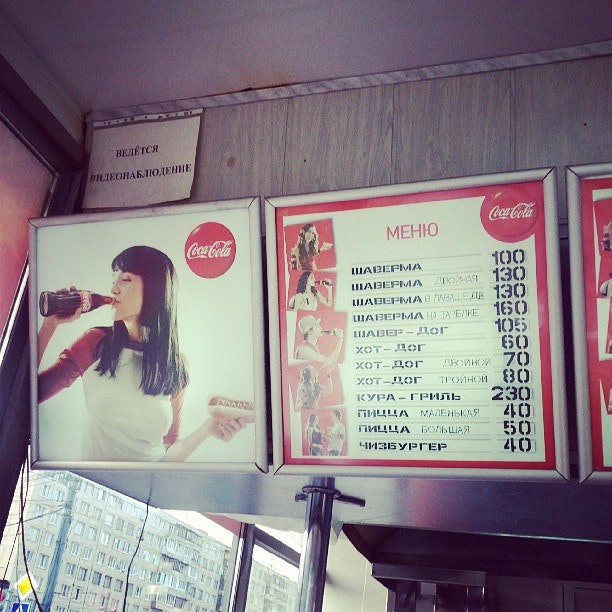 ВЕДЁТСЯ
ВИДЕОНАБЛЮДЕНИЕ
Coca-Cola
Coca-Cola
МЕНЮ
ШАВЕРМА 100
ШАВЕРМА ДВОЙНАЯ 130
ШАВЕРМА В ЛАВАШЕ ДВ 130
ШАВЕРМА НА ТАРЕЛКЕ 160
ШАВЕР-ДОГ 105
ХОТ-ДОГ 60
ХОТ-ДОГ ДВОЙНОЙ 70
ХОТ-ДОГ ТРОЙНОЙ 80
КУРА-ГРИЛЬ 230
ПИЦЦА МАЛЕНЬКАЯ 40
ПИЦЦА БОЛЬШАЯ 50
ЧИЗБУРГЕР 40